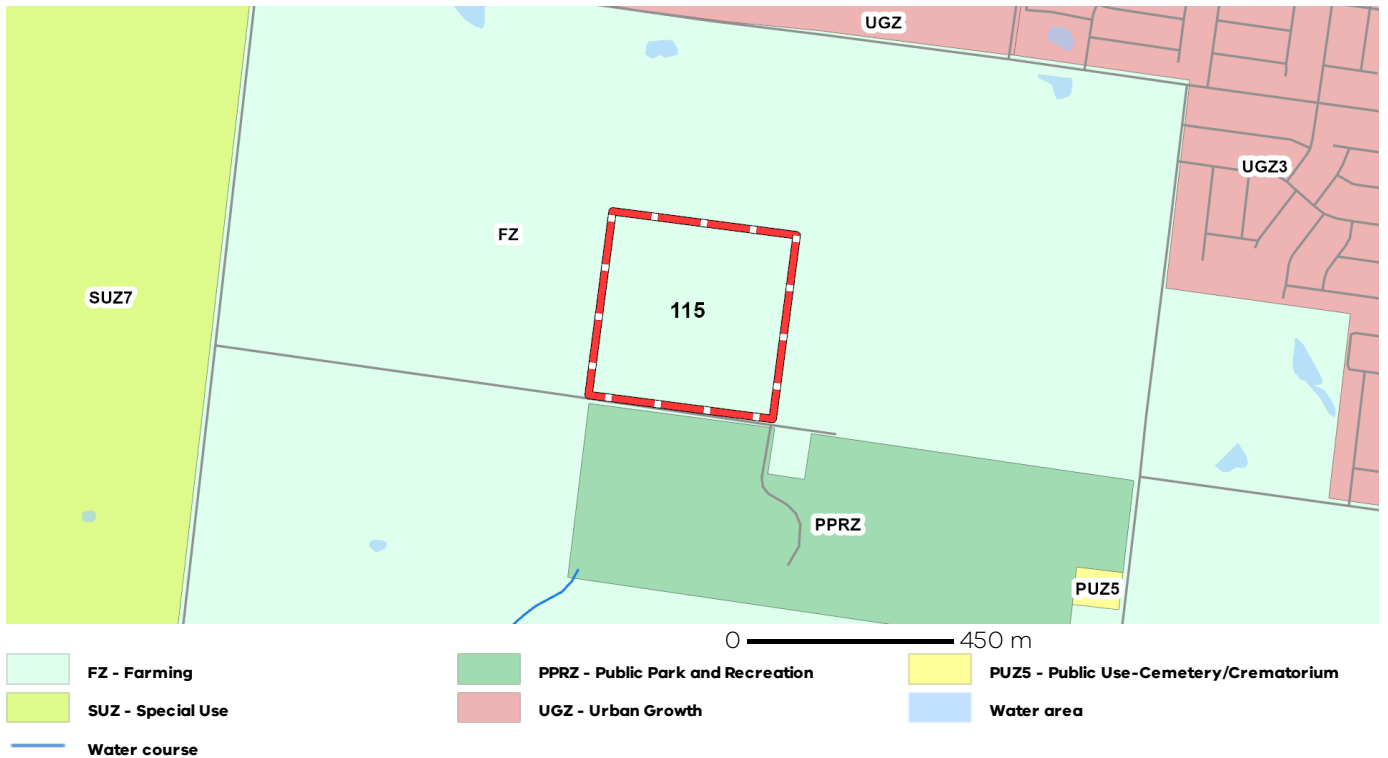 UGZ
UGZ3
FZ
SUZ7
115
PPRZ
PUZ5
0 450 m
FZ - Farming
PPRZ - Public Park and Recreation
PUZ5 - Public Use-Cemetery/Crematorium
SUZ - Special Use
UGZ - Urban Growth
Water area
Water course